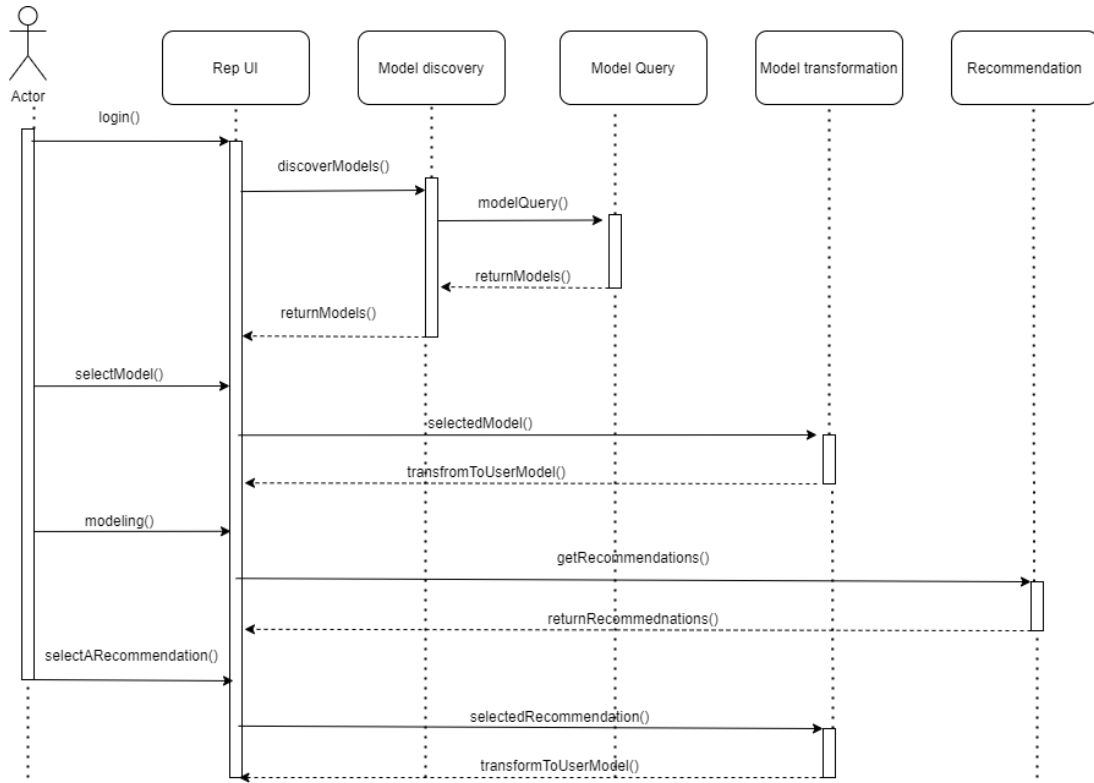 Rep UI
Model discovery
Model Query
Model transformation
Recommendation
Actor
login()
discoverModels()
modelQuery()
returnModels()
returnModels()
selectModel()
selectedModel()
transfromToUserModel()
modeling()
getRecommendations()
returnRecommednations()
selectARecommendation()
selectedRecommendation()
transformToUserModel()